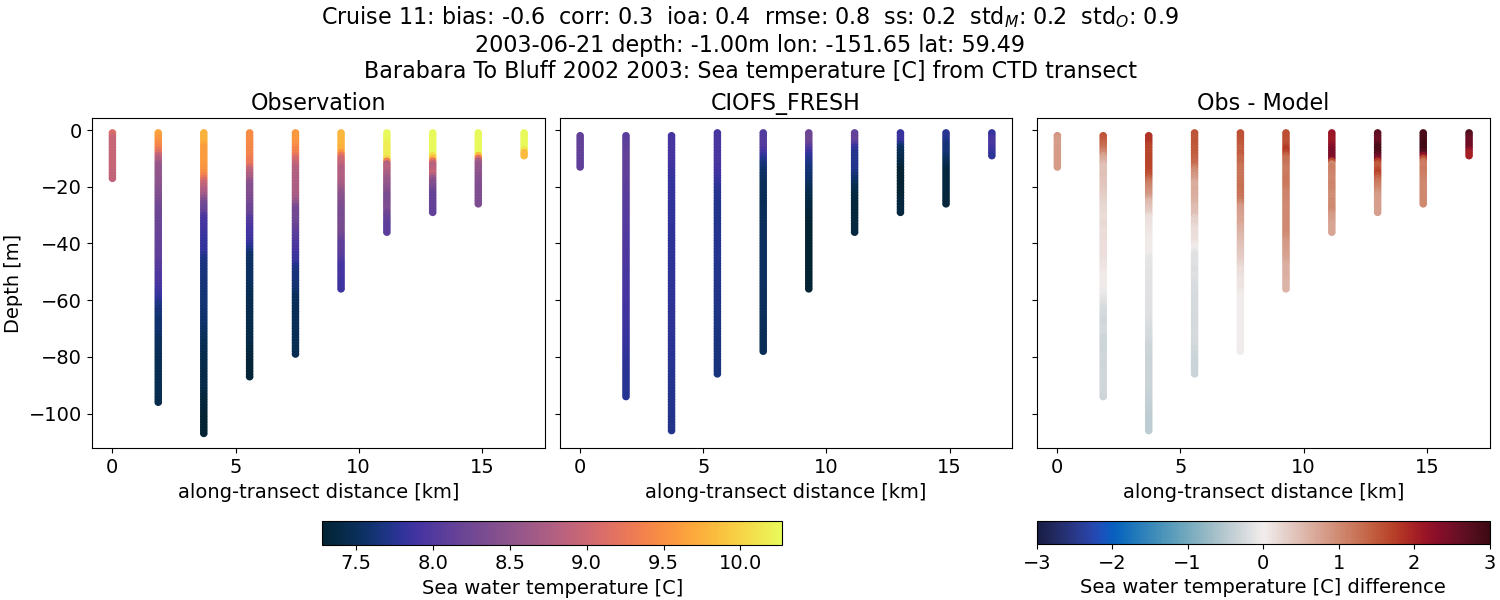 Cruise 11: bias: -0.6 corr: 0.3 ioa: 0.4 rmse: 0.8 ss: 0.2 std_M: 0.2 std_O: 0.9
2003-06-21 depth: -1.00m lon: -151.65 lat: 59.49
Barabara To Bluff 2002 2003: Sea temperature [C] from CTD transect
Observation
CIOFS_FRESH
Obs - Model
Depth [m]
0
−20
−40
−60
−80
−100
0 5 10 15
0 5 10 15
0 5 10 15
along-transect distance [km]
along-transect distance [km]
along-transect distance [km]
7.5 8.0 8.5 9.0 9.5 10.0
Sea water temperature [C]
−3 −2 −1 0 1 2 3
Sea water temperature [C] difference